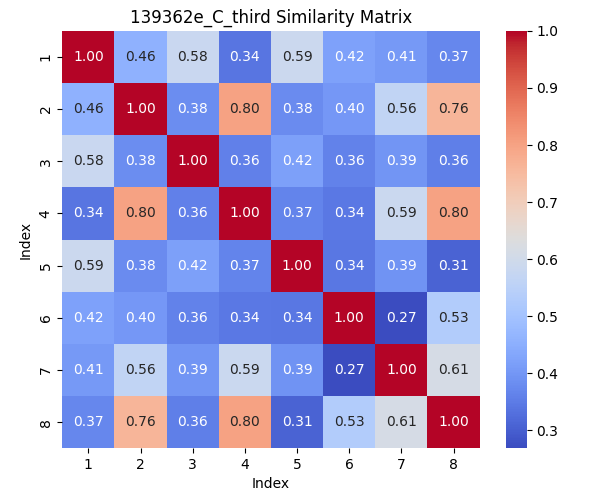 139362e_C_third Similarity Matrix
1 1.00 0.46 0.58 0.34 0.59 0.42 0.41 0.37
2 0.46 1.00 0.38 0.80 0.38 0.40 0.56 0.76
3 0.58 0.38 1.00 0.36 0.42 0.36 0.39 0.36
4 0.34 0.80 0.36 1.00 0.37 0.34 0.59 0.80
5 0.59 0.38 0.42 0.37 1.00 0.34 0.39 0.31
6 0.42 0.40 0.36 0.34 0.34 1.00 0.27 0.53
7 0.41 0.56 0.39 0.59 0.39 0.27 1.00 0.61
8 0.37 0.76 0.36 0.80 0.31 0.53 0.61 1.00
1 2 3 4 5 6 7 8
Index
Index
1.0
0.9
0.8
0.7
0.6
0.5
0.4
0.3